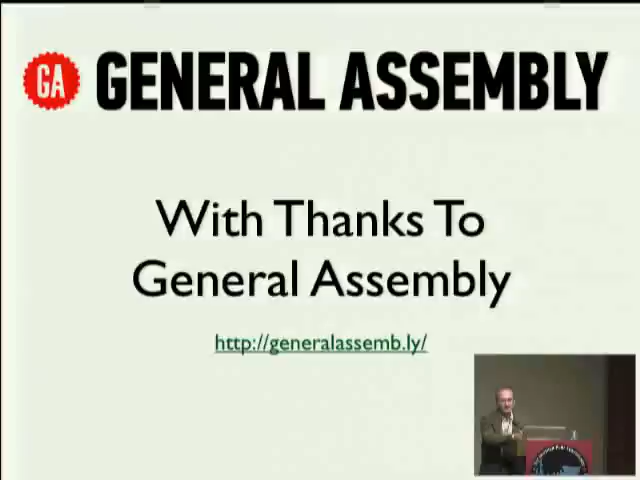 GA GENERAL ASSEMBLY
With Thanks To
General Assembly
http://generalassemb.ly/